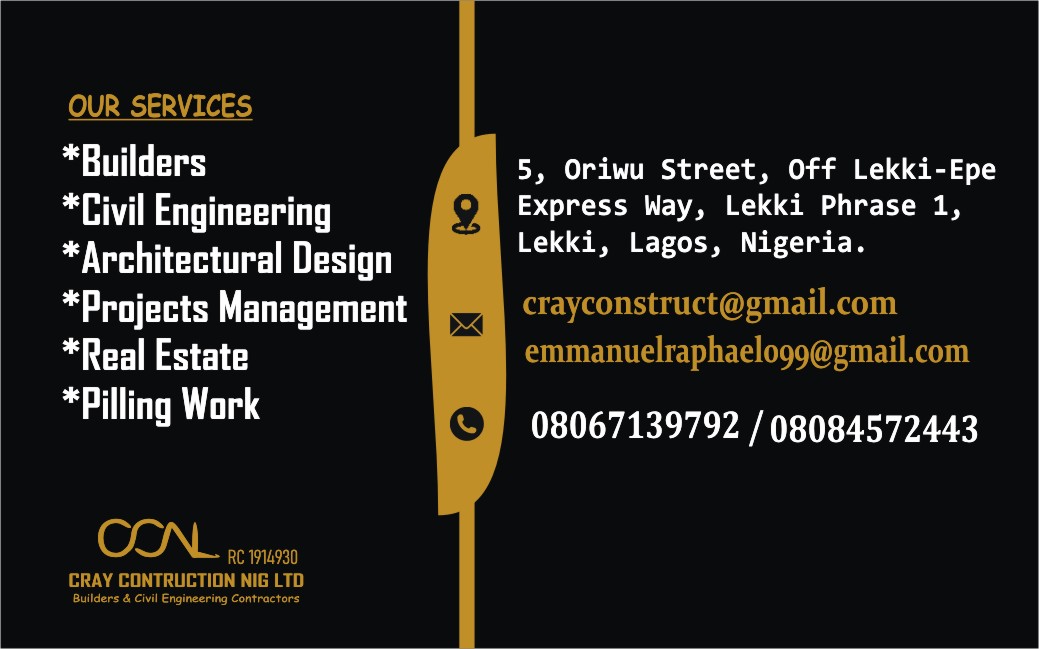 OUR SERVICES
*Builders
*Civil Engineering
*Architectural Design
*Projects Management
*Real Estate
*Pilling Work
CCNL RC 1914930
CRAY CONTRUCTION NIG LTD
Builders & Civil Engineering Contractors
5, Oriwu Street, Off Lekki-Epe
Express Way, Lekki Phrase 1,
Lekki, Lagos, Nigeria.
crayconstruct@gmail.com
emmanuelraphaelo99@gmail.com
08067139792 / 08084572443